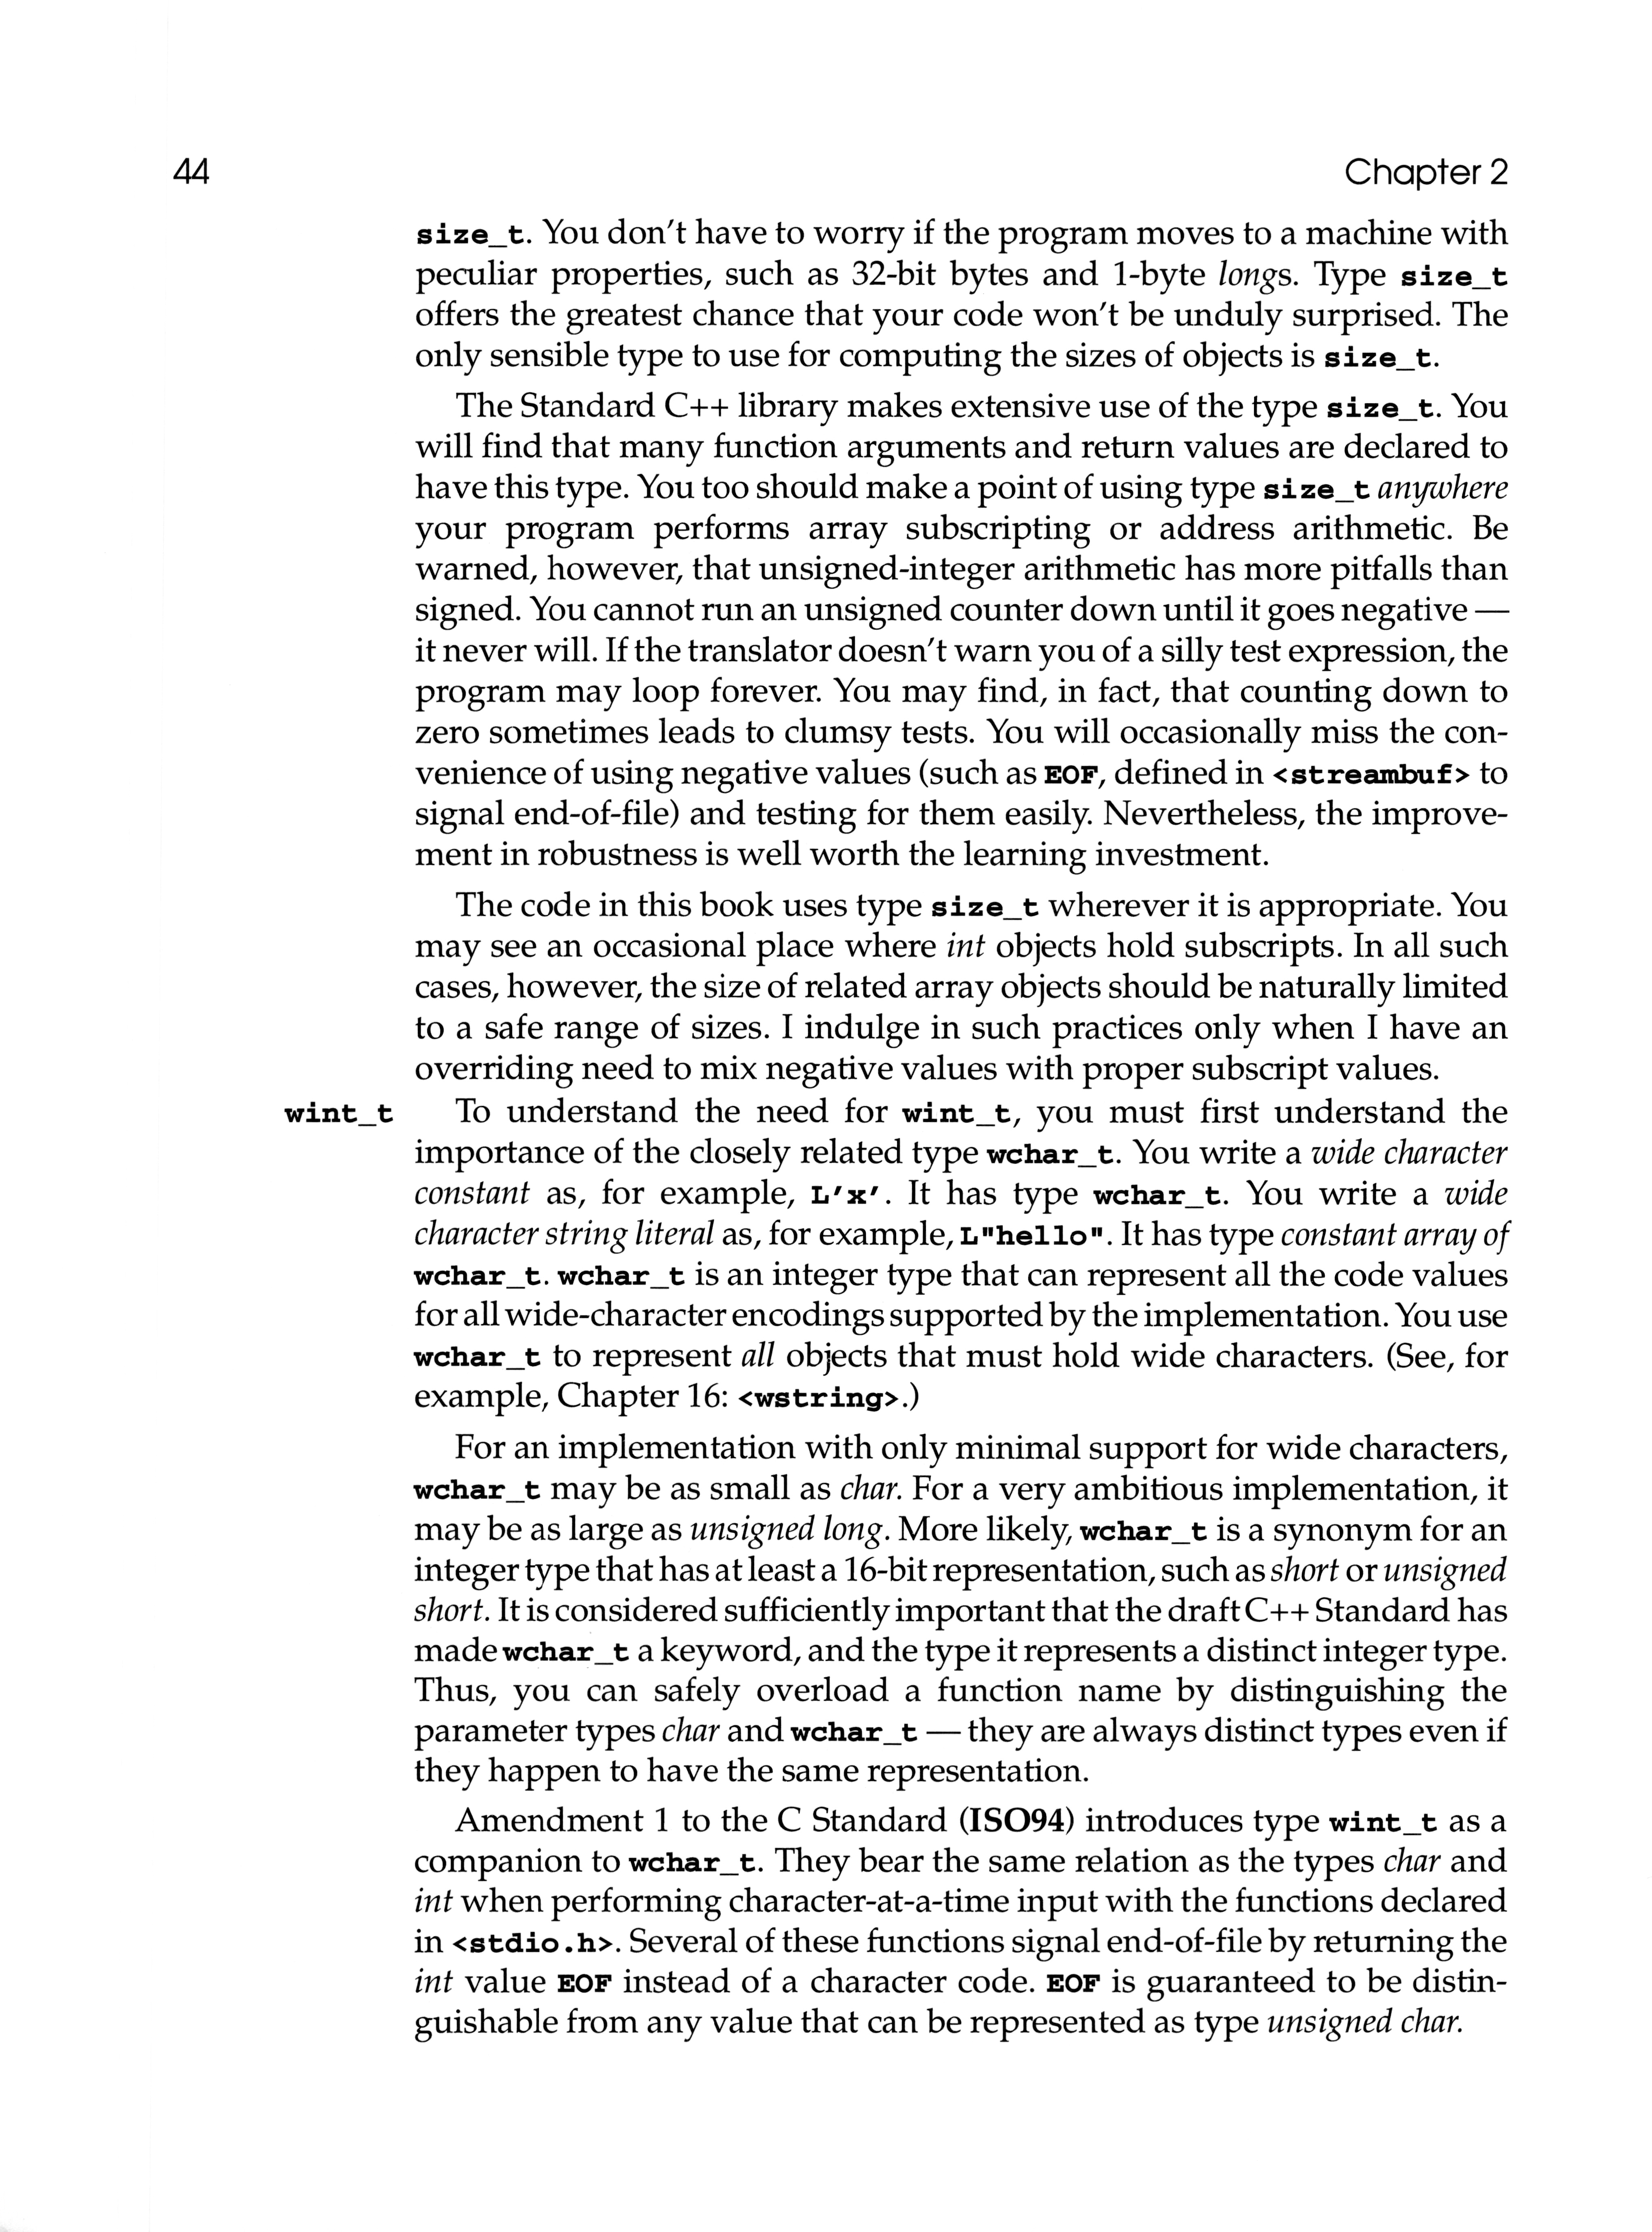 44 Chapter 2
size_t. You don't have to worry if the program moves to a machine with
peculiar properties, such as 32-bit bytes and 1-byte longs. Type size_t
offers the greatest chance that your code won't be unduly surprised. The
only sensible type to use for computing the sizes of objects is size_t.
The Standard C++ library makes extensive use of the type size_t. You
will find that many function arguments and return values are declared to
have this type. You too should make a point of using type size_t anywhere
your program performs array subscripting or address arithmetic. Be
warned, however, that unsigned-integer arithmetic has more pitfalls than
signed. You cannot run an unsigned counter down until it goes negative —
it never will. If the translator doesn't warn you of a silly test expression, the
program may loop forever. You may find, in fact, that counting down to
zero sometimes leads to clumsy tests. You will occasionally miss the con-
venience of using negative values (such as EOF, defined in <streambuf> to
signal end-of-file) and testing for them easily. Nevertheless, the improve-
ment in robustness is well worth the learning investment.
The code in this book uses type size_t wherever it is appropriate. You
may see an occasional place where int objects hold subscripts. In all such
cases, however, the size of related array objects should be naturally limited
to a safe range of sizes. I indulge in such practices only when I have an
overriding need to mix negative values with proper subscript values.
wint_t To understand the need for wint_t, you must first understand the
importance of the closely related type wchar_t. You write a wide character
constant as, for example, L'x'. It has type wchar_t. You write a wide
character string literal as, for example, L"hello". It has type constant array of
wchar_t. wchar_t is an integer type that can represent all the code values
for all wide-character encodings supported by the implementation. You use
wchar_t to represent all objects that must hold wide characters. (See, for
example, Chapter 16: <wstring>.)
For an implementation with only minimal support for wide characters,
wchar_t may be as small as char. For a very ambitious implementation, it
may be as large as unsigned long. More likely, wchar_t is a synonym for an
integer type that has at least a 16-bit representation, such as short or unsigned
short. It is considered sufficiently important that the draft C++ Standard has
made wchar_t a keyword, and the type it represents a distinct integer type.
Thus, you can safely overload a function name by distinguishing the
parameter types char and wchar_t — they are always distinct types even if
they happen to have the same representation.
Amendment 1 to the C Standard (ISO94) introduces type wint_t as a
companion to wchar_t. They bear the same relation as the types char and
int when performing character-at-a-time input with the functions declared
in <stdio.h>. Several of these functions signal end-of-file by returning the
int value EOF instead of a character code. EOF is guaranteed to be distin-
guishable from any value that can be represented as type unsigned char.